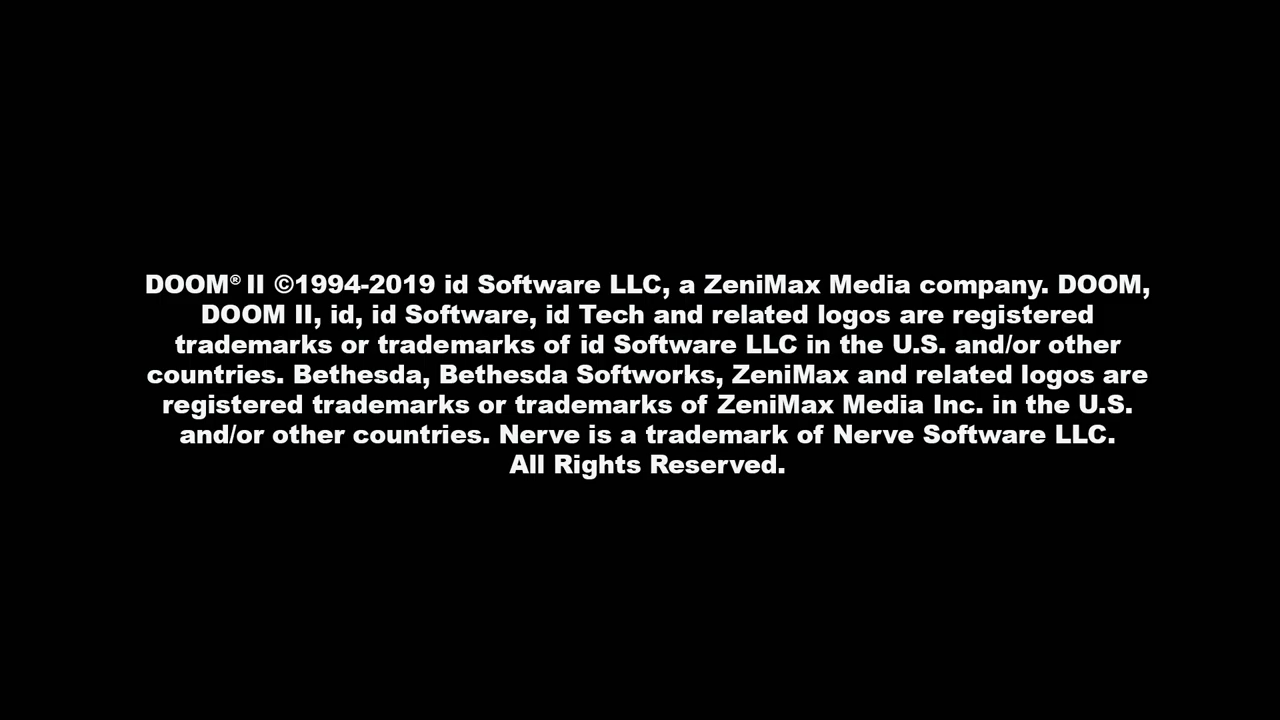 DOOM® II ©1994-2019 id Software LLC, a ZeniMax Media company. DOOM,
DOOM II, id, id Software, id Tech and related logos are registered
trademarks or trademarks of id Software LLC in the U.S. and/or other
countries. Bethesda, Bethesda Softworks, ZeniMax and related logos are
registered trademarks or trademarks of ZeniMax Media Inc. in the U.S.
and/or other countries. Nerve is a trademark of Nerve Software LLC.
All Rights Reserved.